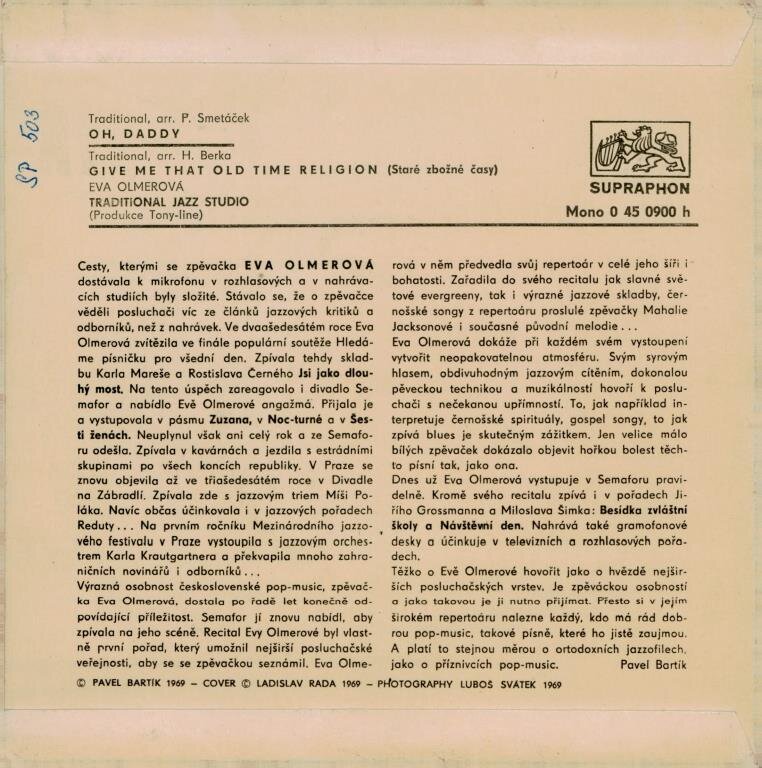 SP 503
Traditional, arr. P. Smetáček
OH, DADDY
Traditional, arr. H. Berka
GIVE ME THAT OLD TIME RELIGION (Staré zbožné časy)
EVA OLMEROVÁ
TRADITIONAL JAZZ STUDIO
(Produkce Tony-line)
SUPRAPHON
Mono 0 45 0900 h
Cesty, kterými se zpěvačka EVA OLMEROVÁ
dostávala k mikrofonu v rozhlasových a v nahráva-
cích studiích byly složité. Stávalo se, že o zpěvačce
věděli posluchači víc ze článků jazzových kritiků a
odborníků, než z nahrávek. Ve dvaašedesátém roce Eva
Olmerová zvítězila ve finále populární soutěže Hledá-
me písničku pro všední den. Zpívala tehdy sklad-
bu Karla Mareše a Rostislava Černého Jsi jako dlou-
hý most. Na tento úspěch zareagovalo i divadlo Se-
mafor a nabídlo Evě Olmerové angažmá. Přijala je
a vystupovala v pásmu Zuzana, v Noc-turné a v Šes-
ti ženách. Neuplynul však ani celý rok a ze Semafo-
ru odešla. Zpívala v kavárnách a jezdila s estrádními
skupinami po všech koncích republiky. V Praze se
znovu objevila až ve třiašedesátém roce v Divadle
na Zábradlí. Zpívala zde s jazzovým triem Míši Po-
láka. Navíc občas účinkovala i v jazzových pořadech
Reduty... Na prvním ročníku Mezinárodního jazzo-
vého festivalu v Praze vystoupila s jazzovým orches-
trem Karla Krautgartnera a překvapila mnoho zahra-
ničních novinářů i odborníků...
Výrazná osobnost československé pop-music, zpěvač-
ka Eva Olmerová, dostala po řadě let konečně od-
povídající příležitost. Semafor jí znovu nabídl, aby
zpívala na jeho scéně. Recital Evy Olmerové byl vlast-
ně první pořad, který umožnil nejširší posluchačské
veřejnosti, aby se se zpěvačkou seznámil. Eva Olme-
rová v něm předvedla svůj repertoár v celé jeho šíři i
bohatosti. Zařadila do svého recitalu jak slavné svě-
tové evergreeny, tak i výrazné jazzové skladby, čer-
nošské songy z repertoáru proslulé zpěvačky Mahalie
Jacksonové i současné původní melodie...
Eva Olmerová dokáže při každém svém vystoupení
vytvořit neopakovatelnou atmosféru. Svým syrovým
hlasem, obdivuhodným jazzovým cítěním, dokonalou
pěveckou technikou a muzikálností hovoří k poslu-
chači s nečekanou upřímností. To, jak například in-
terpretuje černošské spirituály, gospel songy, to jak
zpívá blues je skutečným zážitkem. Jen velice málo
bílých zpěvaček dokázalo objevit hořkou bolest těch-
to písní tak, jako ona.
Dnes už Eva Olmerová vystupuje v Semaforu pravi-
delně. Kromě svého recitalu zpívá i v pořadech Ji-
řího Grossmanna a Miloslava Šimka: Besídka zvláštní
školy a Návštěvní den. Nahrává také gramofonové
desky a účinkuje v televizních a rozhlasových pořa-
dech.
Těžko o Evě Olmerové hovořit jako o hvězdě nejšir-
ších posluchačských vrstev. Je zpěváckou osobností
a jako takovou je ji nutno přijímat. Přesto si v jejím
širokém repertoáru nalezne každý, kdo má rád dob-
rou pop-music, takové písně, které ho jistě zaujmou.
A platí to stejnou měrou o ortodoxních jazzofilech,
jako o příznivcích pop-music. Pavel Bartík
© PAVEL BARTÍK 1969 – COVER © LADISLAV RADA 1969 – PHOTOGRAPHY LUBOŠ SVÁTEK 1969